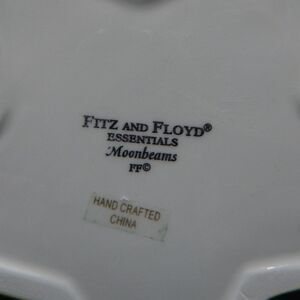 FITZ AND FLOYD®
ESSENTIALS
Moonbeams
FF©
HAND CRAFTED
CHINA